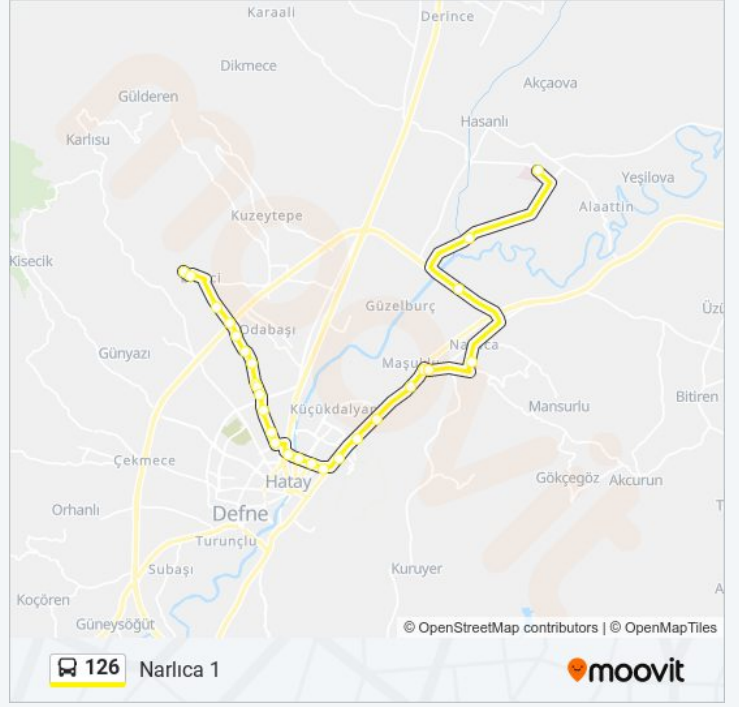 Karaali
Derince
Dikmece
Akçaova
Gülderen
Hasanlı
Karlısu
Yeşilova
Alaattin
Kuzeytepe
Kisecik
Güzelburç
Odabaşı
Günyazı
Mansurlu
Bitiren
Küçükdalyan
Çekmece
Gökçegöz
Akcurun
Hatay
Orhanlı
Defne
Turunçlu
Subaşı
Kuruyer
Koçören
Güneysöğüt
© OpenStreetMap contributors | © OpenMapTiles
126 Narlıca 1
moovit